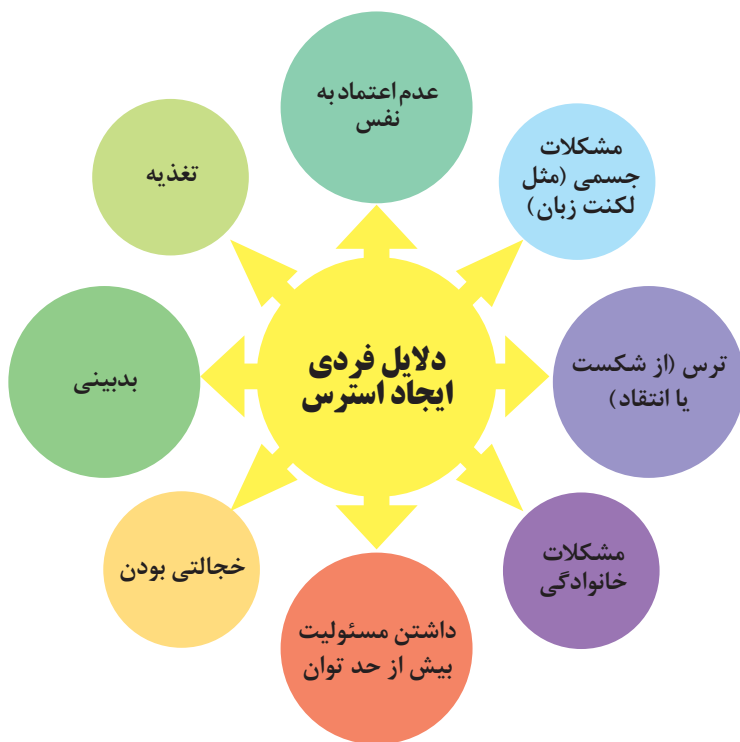 دلایل فردی
ایجاد استرس
عدم اعتماد به
نفس
مشکلات
جسمی (مثل
لکنت زبان)
ترس (از شکست
یا انتقاد)
مشکلات
خانوادگی
داشتن مسئولیت
بیش از حد توان
خجالتی بودن
بدبینی
تغذیه